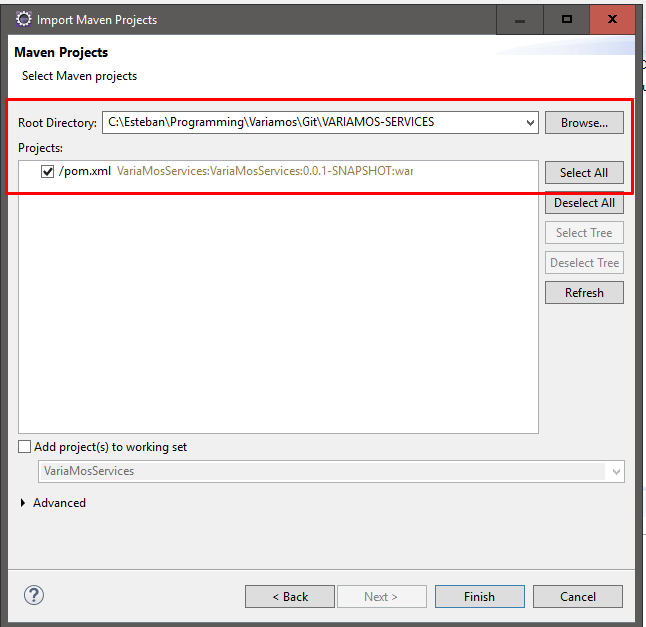 Import Maven Projects
Maven Projects
Select Maven projects
Root Directory: C:\Esteban\Programming\Variamos\Git\VARIAMOS-SERVICES Browse...
Projects:
/pom.xml VariaMosServices:VariaMosServices:0.0.1-SNAPSHOT:war
Select All
Deselect All
Select Tree
Deselect Tree
Refresh
Add project(s) to working set
VariaMosServices
Advanced
?
< Back Next > Finish Cancel